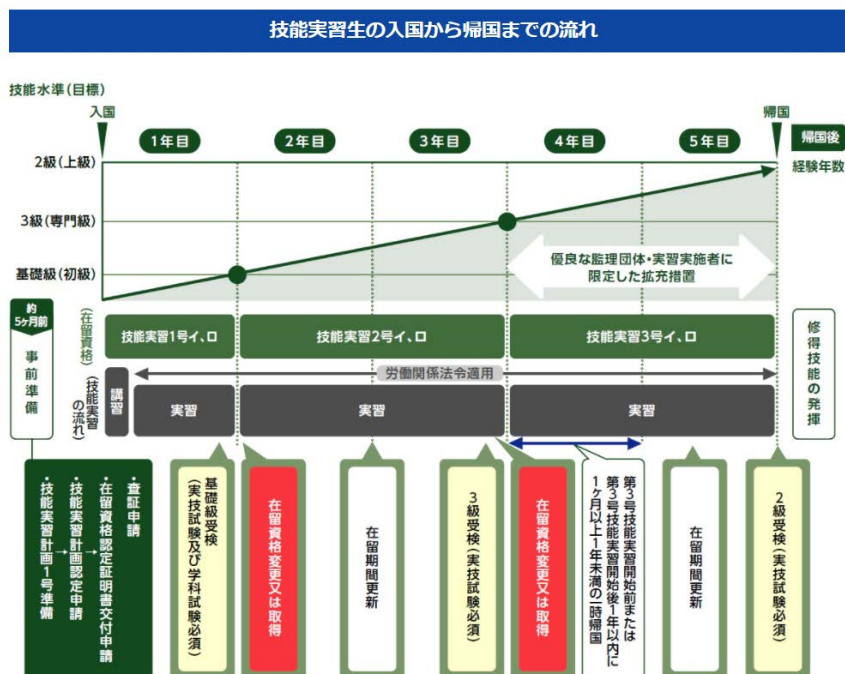 技能実習生の入国から帰国までの流れ
技能水準(目標)
入国
帰国
1年目
2年目
3年目
4年目
5年目
帰国後
経験年数
2級(上級)
3級(専門級)
基礎級(初級)
優良な監理団体・実習実施者に
限定した拡充措置
約
5ヶ月前
事前準備
(在留資格)
技能実習1号イ、ロ
技能実習2号イ、ロ
技能実習3号イ、ロ
修得技能の発揮
(技能実習
の流れ)
労働関係法令適用
講習
実習
実習
実習
・査証申請
・在留資格認定証明書交付申請
・技能実習計画認定申請
・技能実習計画1号準備
基礎級受検
(実技試験及び学科試験必須)
在留資格変更又は取得
在留期間更新
3級受検(実技試験必須)
在留資格変更又は取得
第3号技能実習開始前または
第3号技能実習開始後1年以内に
1ヶ月以上1年未満の一時帰国
在留期間更新
2級受検(実技試験必須)